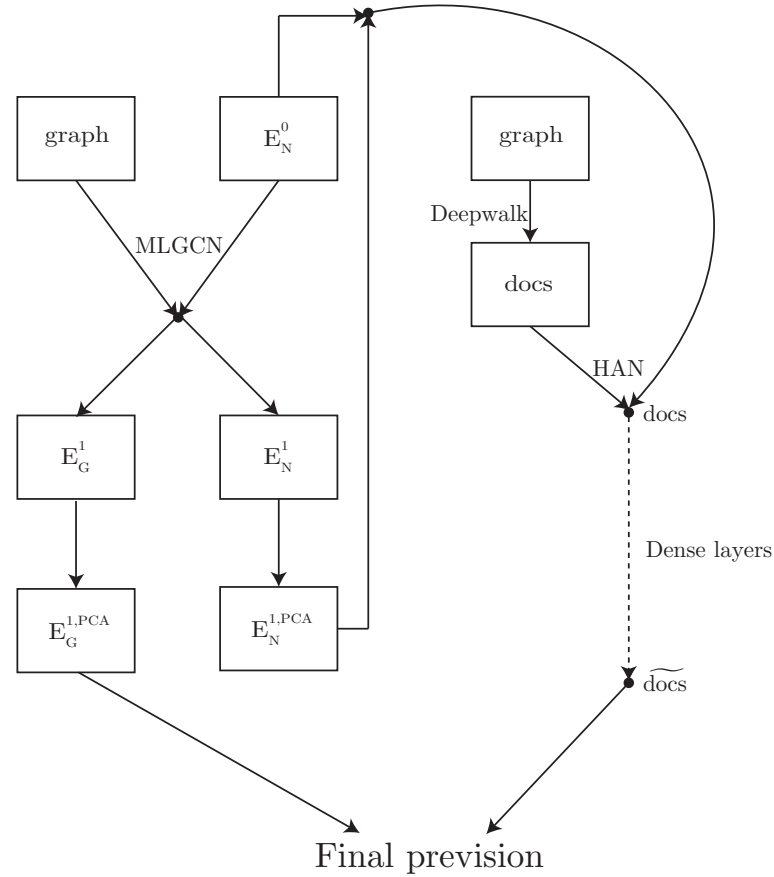 graph
E_N^0
graph
MLGCN
Deepwalk
docs
HAN
docs
E_G^1
E_N^1
Dense layers
E_G^{1,PCA}
E_N^{1,PCA}
\widetilde{docs}
Final prevision